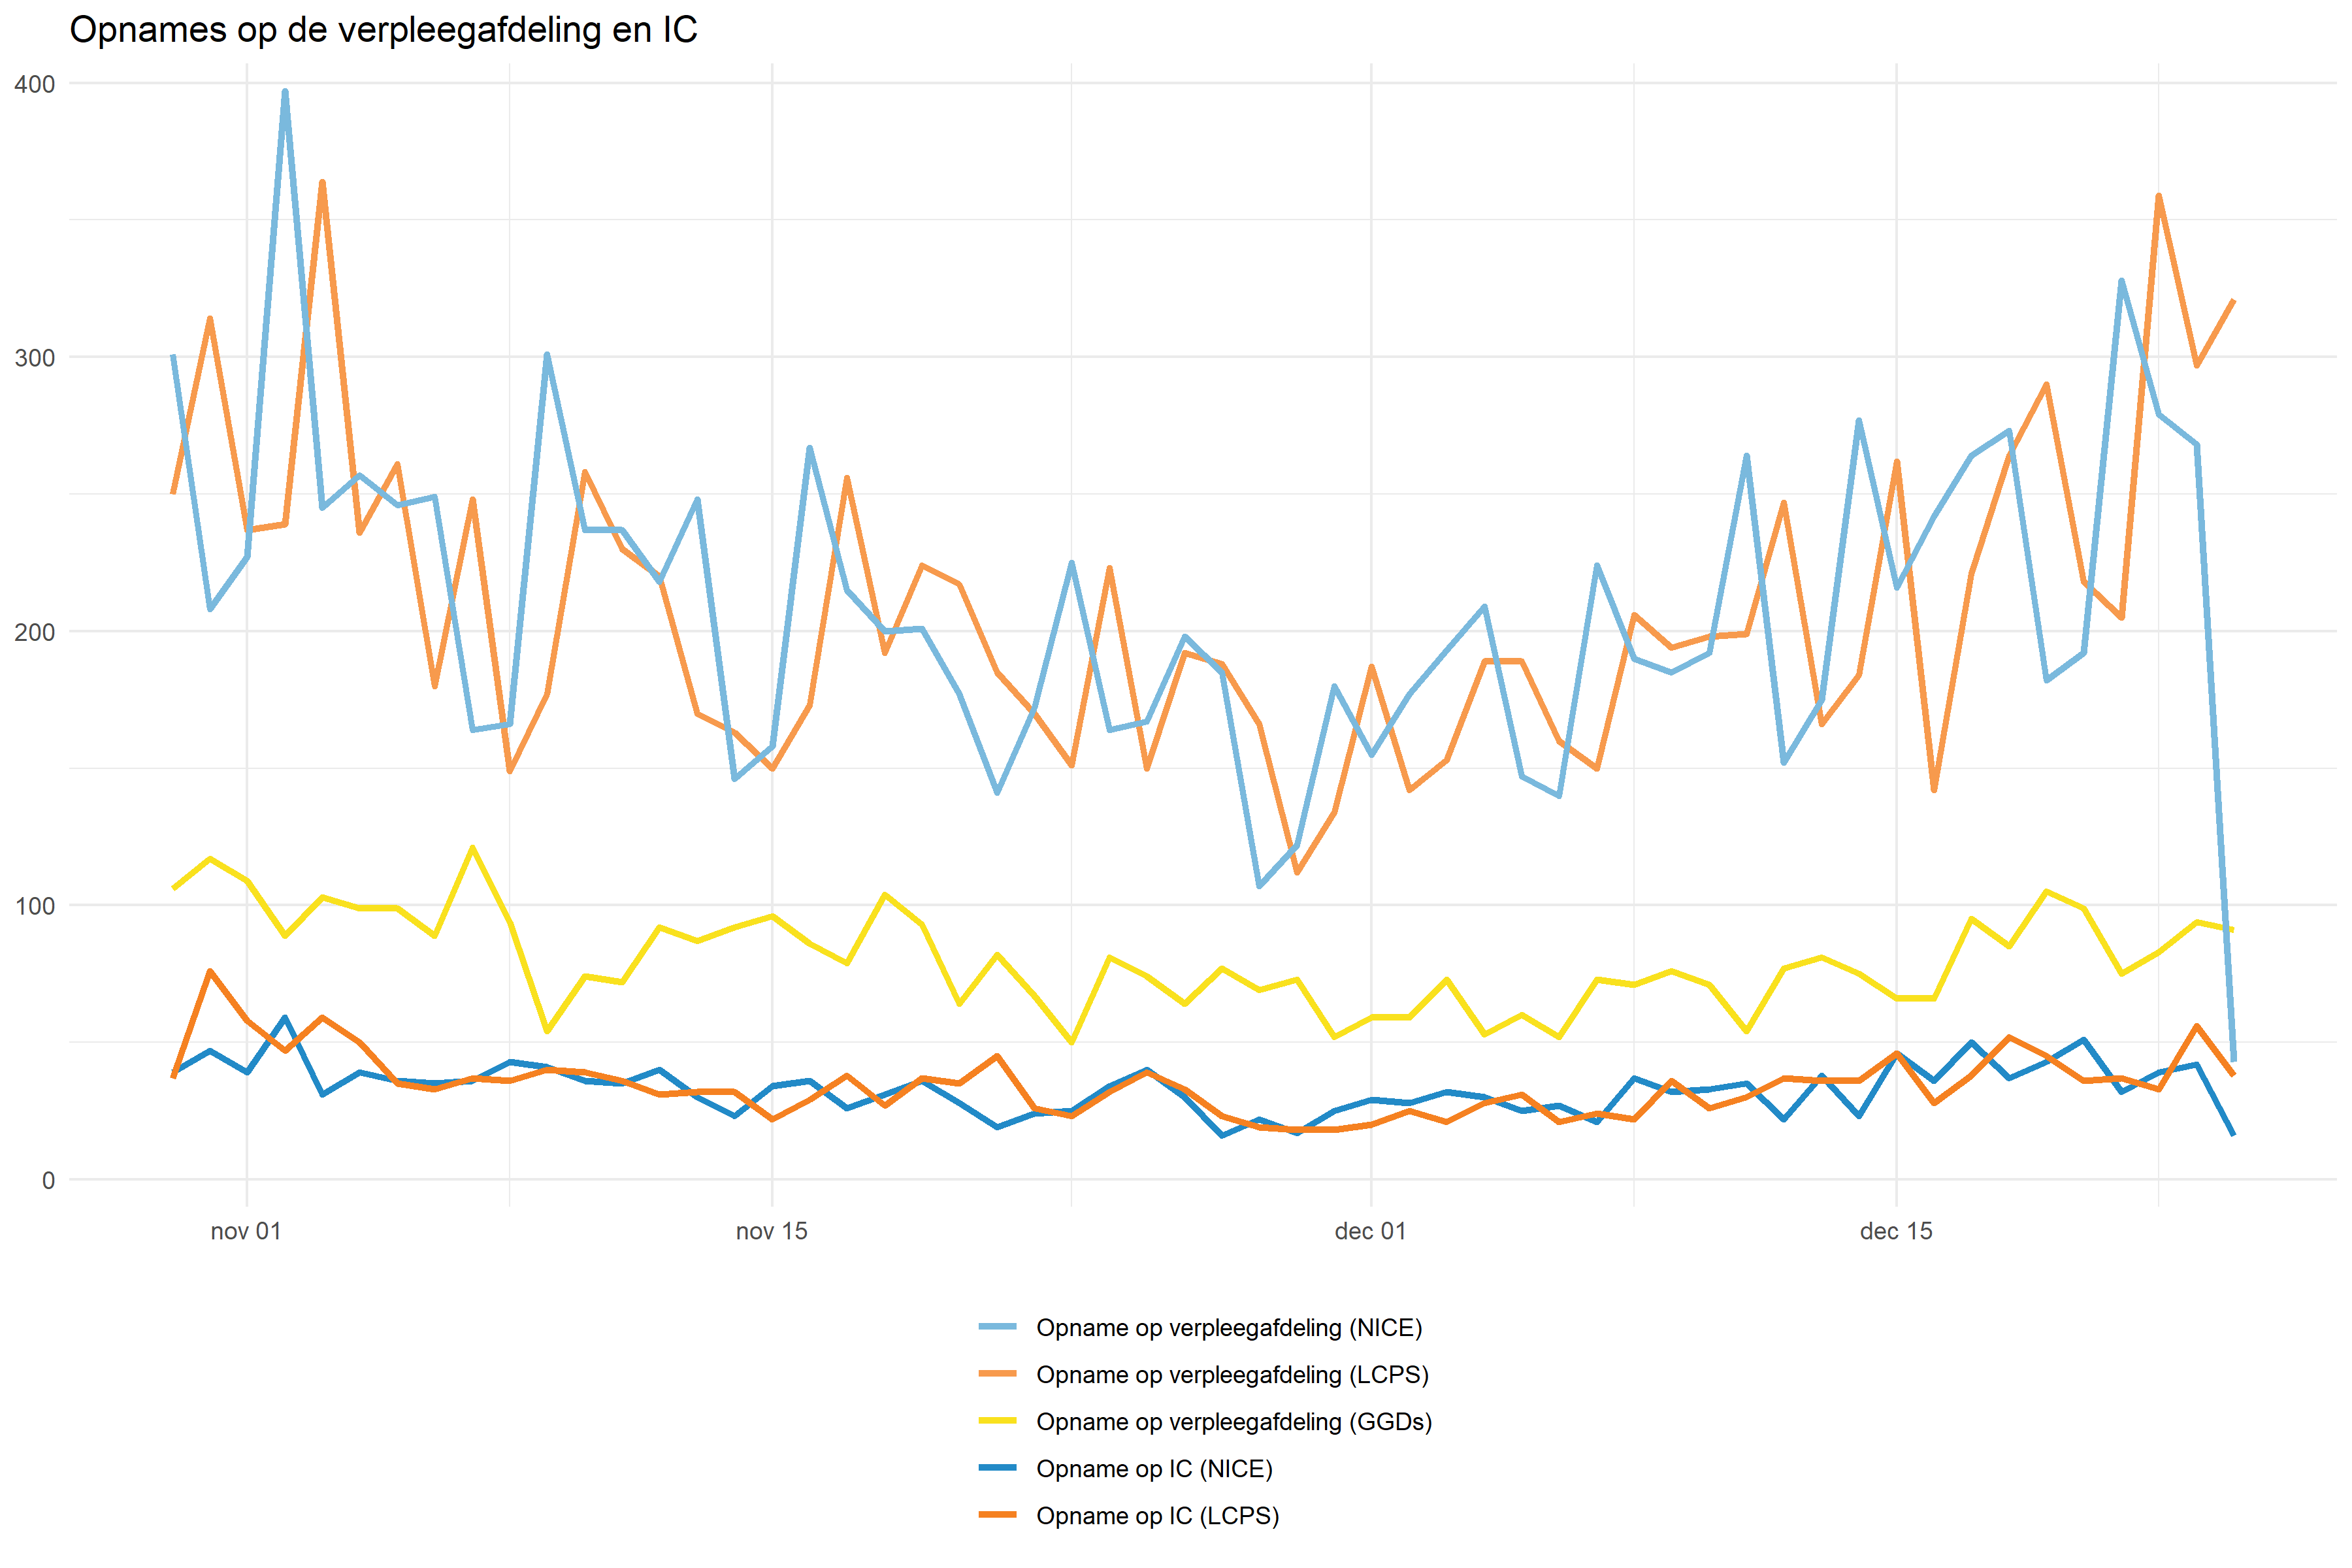 Opnames op de verpleegafdeling en IC
400
300
200
100
0
nov 01
nov 15
dec 01
dec 15
Opname op verpleegafdeling (NICE)
Opname op verpleegafdeling (LCPS)
Opname op verpleegafdeling (GGDs)
Opname op IC (NICE)
Opname op IC (LCPS)